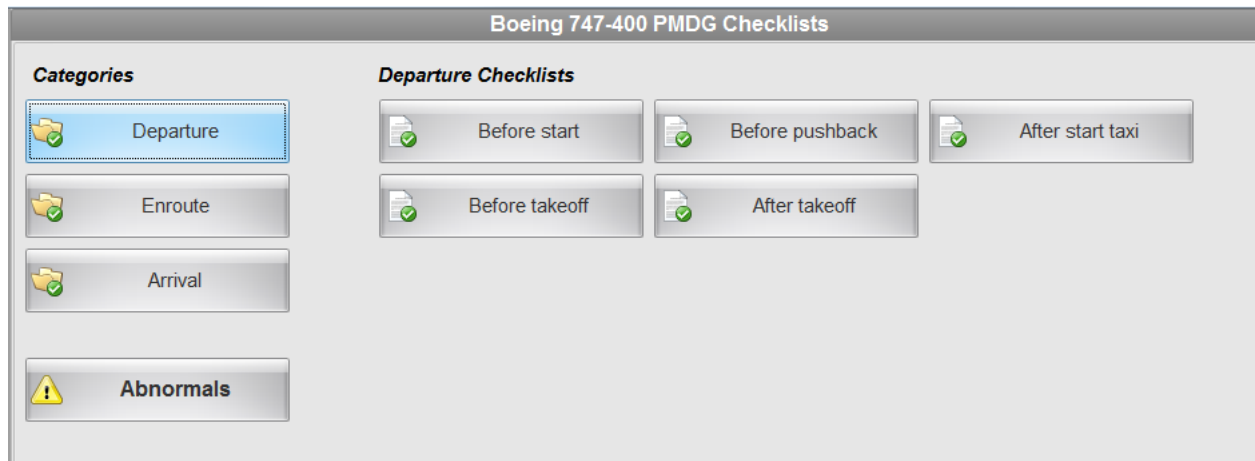 Boeing 747-400 PMDG Checklists
Categories
Departure Checklists
Departure
Before start
Before pushback
After start taxi
Enroute
Before takeoff
After takeoff
Arrival
Abnormals